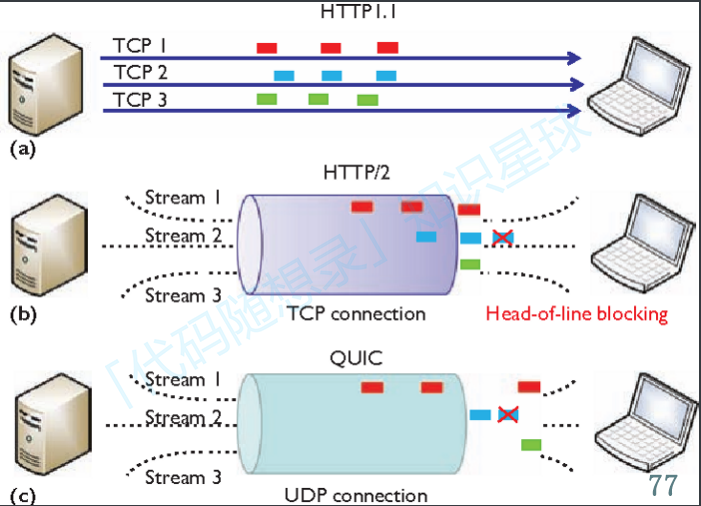 HTTP1.1
TCP 1
TCP 2
TCP 3
(a)
HTTP/2
Stream 1
Stream 2
Stream 3
(b)
TCP connection
Head-of-line blocking
QUIC
Stream 1
Stream 2
Stream 3
(c)
UDP connection
77
「代码随想录」知识星球